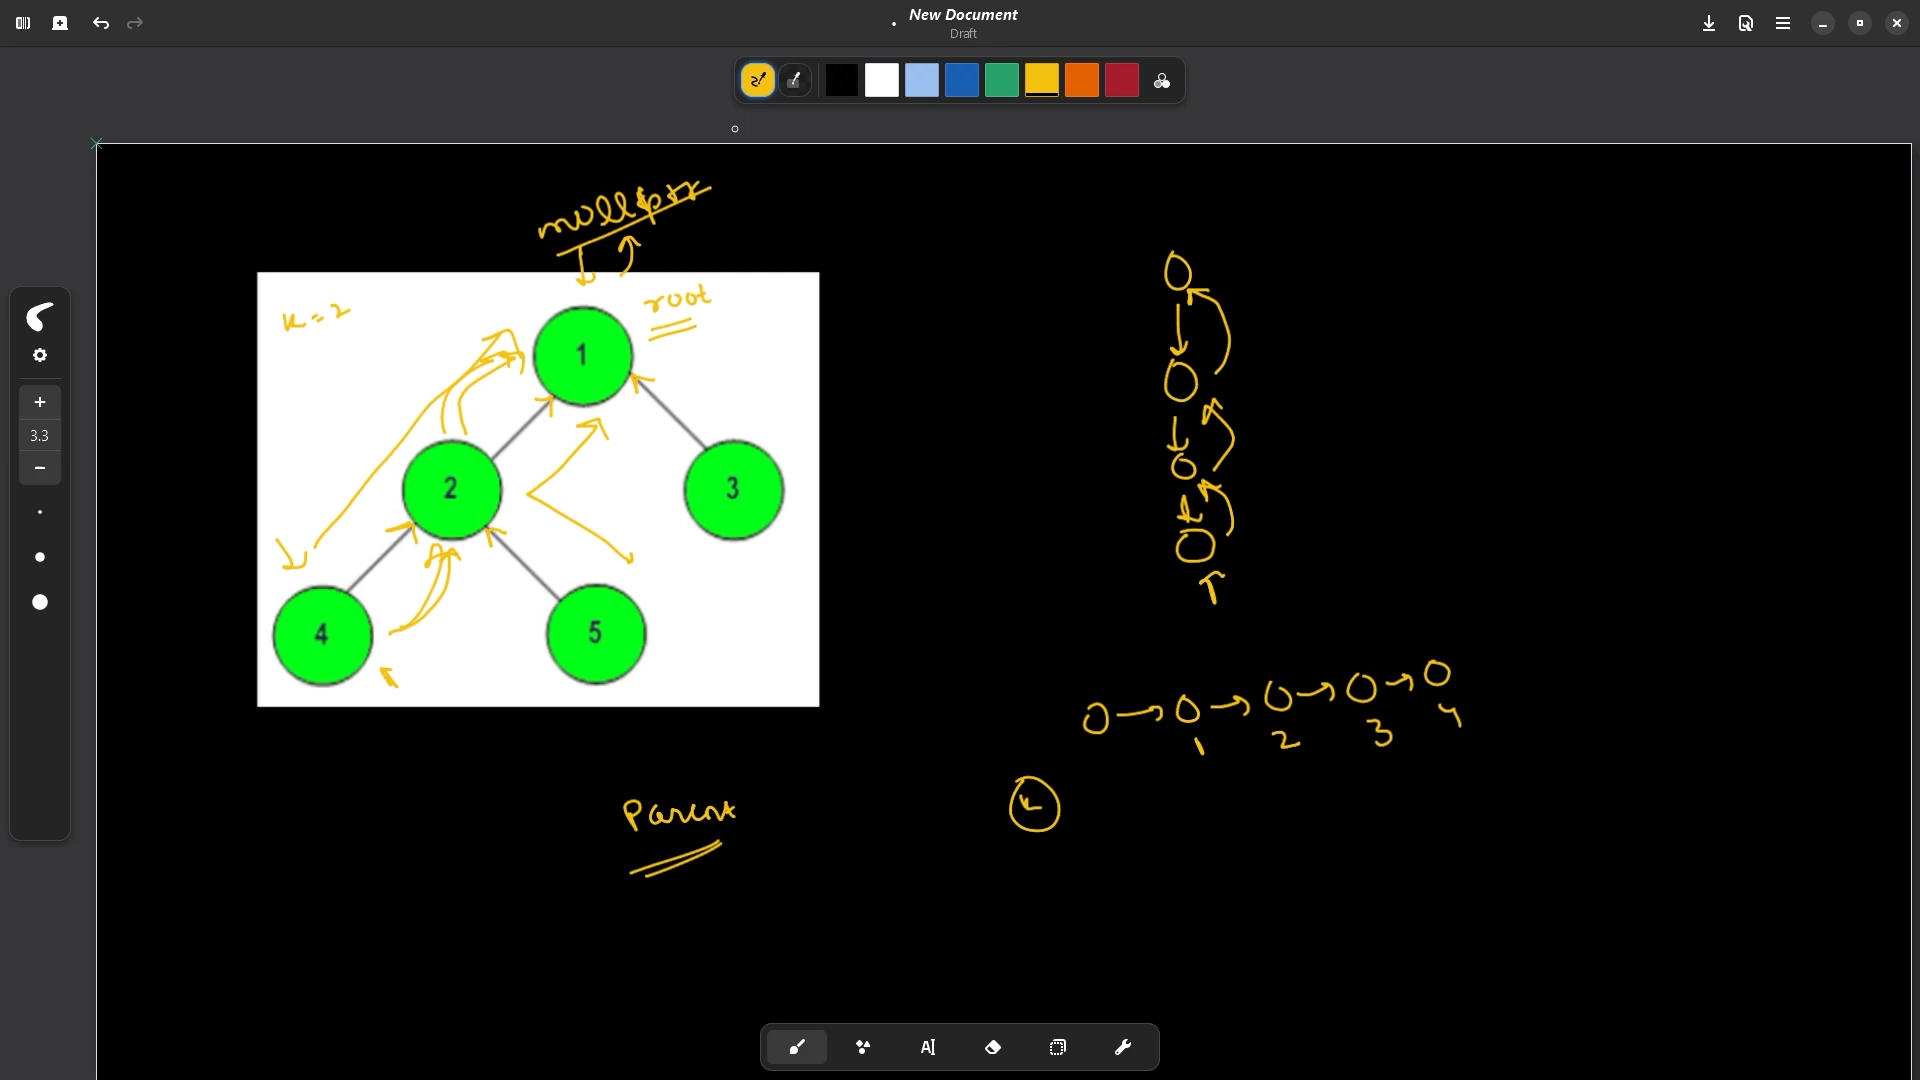 New Document
Draft
nullptr
k = 2
root
1
2
3
4
5
3.3
1
2
3
4
k
Parent